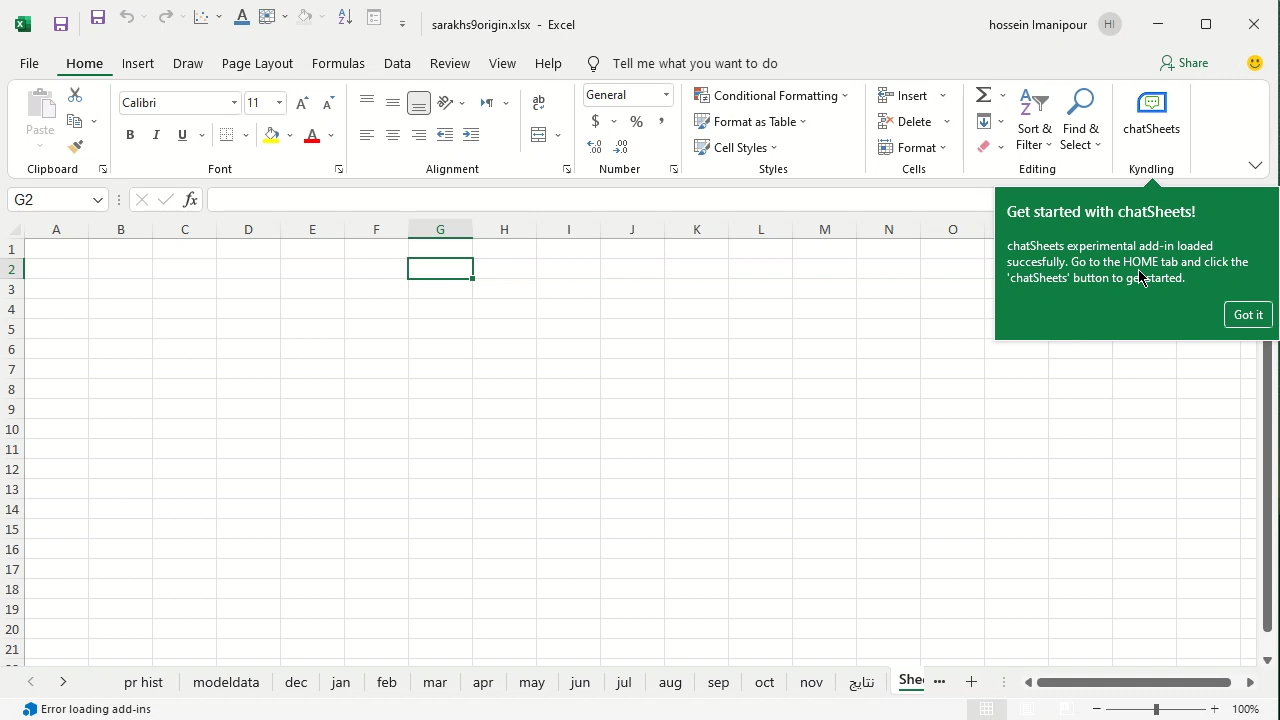 sarakhs9origin.xlsx - Excel
hossein Imanipour
HI
File Home Insert Draw Page Layout Formulas Data Review View Help Tell me what you want to do Share
Paste
Clipboard
Calibri 11
B I U
Font
ab
Alignment
General
$ % ,
Number
Conditional Formatting
Format as Table
Cell Styles
Styles
Insert
Delete
Format
Cells
Sort & Filter
Find & Select
Editing
chatSheets
Kyndling
G2
fx
Get started with chatSheets!
chatSheets experimental add-in loaded
succesfully. Go to the HOME tab and click the
'chatSheets' button to get started.
Got it
A B C D E F G H I J K L M N O
1
2
3
4
5
6
7
8
9
10
11
12
13
14
15
16
17
18
19
20
21
pr hist modeldata dec jan feb mar apr may jun jul aug sep oct nov نتایج Shee
Error loading add-ins
100%